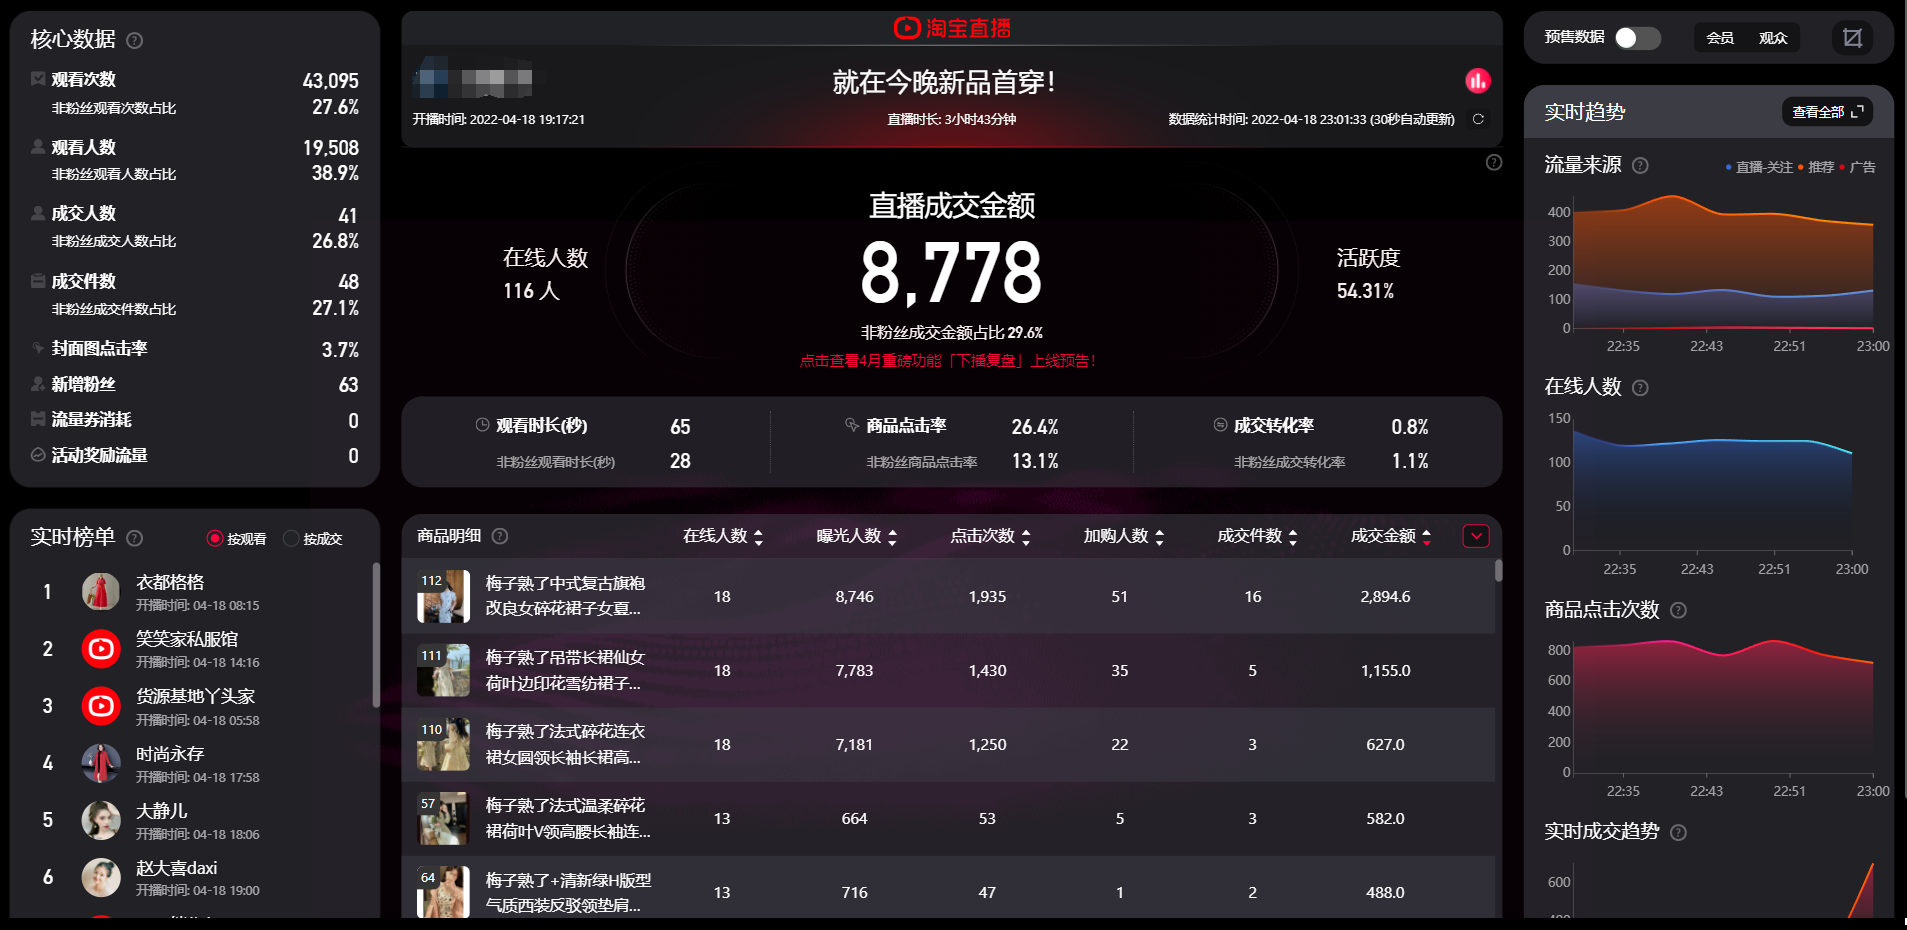 核心数据
观看次数 43,095
非粉丝观看次数占比 27.6%
观看人数 19,508
非粉丝观看人数占比 38.9%
成交人数 41
非粉丝成交人数占比 26.8%
成交件数 48
非粉丝成交件数占比 27.1%
封面图点击率 3.7%
新增粉丝 63
流量券消耗 0
活动奖励流量 0
实时榜单 按观看 按成交
1 衣都格格
开播时间: 04-18 08:15
2 笑笑家私服馆
开播时间: 04-18 14:16
3 货源基地丫头家
开播时间: 04-18 05:58
4 时尚永存
开播时间: 04-18 17:58
5 大静儿
开播时间: 04-18 18:06
6 赵大喜daxi
开播时间: 04-18 19:00
淘宝直播
就在今晚新品首穿!
开播时间: 2022-04-18 19:17:21
直播时长: 3小时43分钟
数据统计时间: 2022-04-18 23:01:33 (30秒自动更新)
直播成交金额
8,778
在线人数
116 人
活跃度
54.31%
非粉丝成交金额占比 29.6%
点击查看4月重磅功能「下播复盘」上线预告!
观看时长(秒) 65
非粉丝观看时长(秒) 28
商品点击率 26.4%
非粉丝商品点击率 13.1%
成交转化率 0.8%
非粉丝成交转化率 1.1%
商品明细 在线人数 曝光人数 点击次数 加购人数 成交件数 成交金额
112 梅子熟了中式复古旗袍
改良女碎花裙子女夏...
18 8,746 1,935 51 16 2,894.6
111 梅子熟了吊带长裙仙女
荷叶边印花雪纺裙子...
18 7,783 1,430 35 5 1,155.0
110 梅子熟了法式碎花连衣
裙女圆领长袖长裙高...
18 7,181 1,250 22 3 627.0
57 梅子熟了法式温柔碎花
裙荷叶V领高腰长袖连...
13 664 53 5 3 582.0
64 梅子熟了+清新绿H版型
气质西装反驳领垫肩...
13 716 47 1 2 488.0
预售数据 会员 观众
实时趋势 查看全部
流量来源 直播-关注 推荐 广告
400
300
200
100
0
22:35 22:43 22:51 23:00
在线人数
150
100
50
0
22:35 22:43 22:51 23:00
商品点击次数
800
600
400
200
0
22:35 22:43 22:51 23:00
实时成交趋势
600